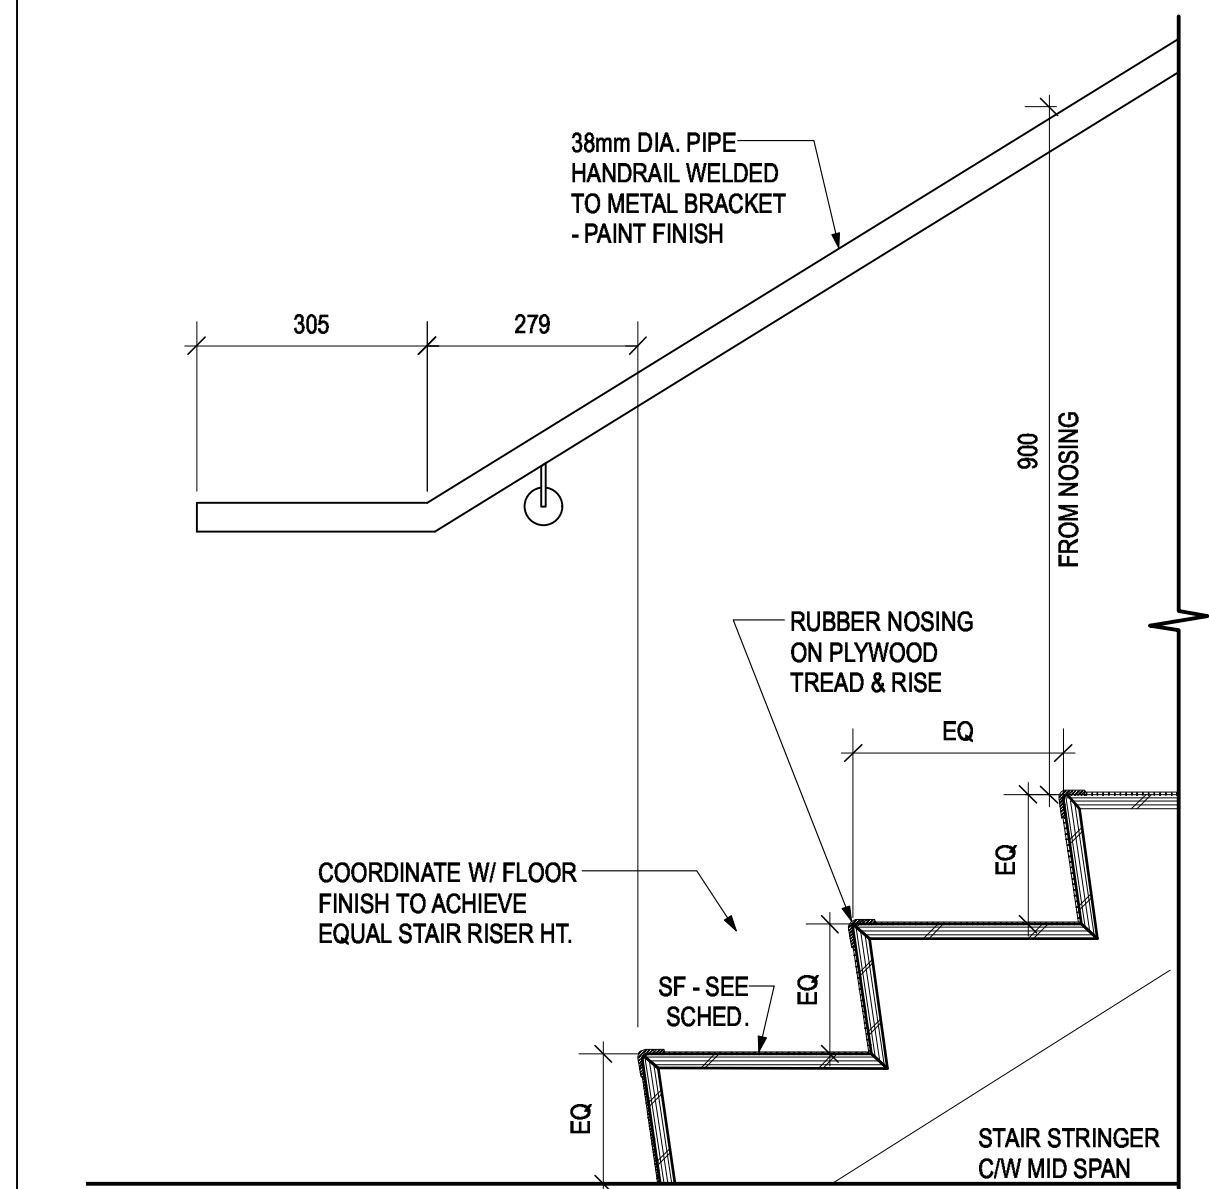 38mm DIA. PIPE
HANDRAIL WELDED
TO METAL BRACKET
- PAINT FINISH
305
279
900
FROM NOSING
RUBBER NOSING
ON PLYWOOD
TREAD & RISE
EQ
EQ
COORDINATE W/ FLOOR
FINISH TO ACHIEVE
EQUAL STAIR RISER HT.
SF - SEE
SCHED.
EQ
EQ
STAIR STRINGER
C/W MID SPAN